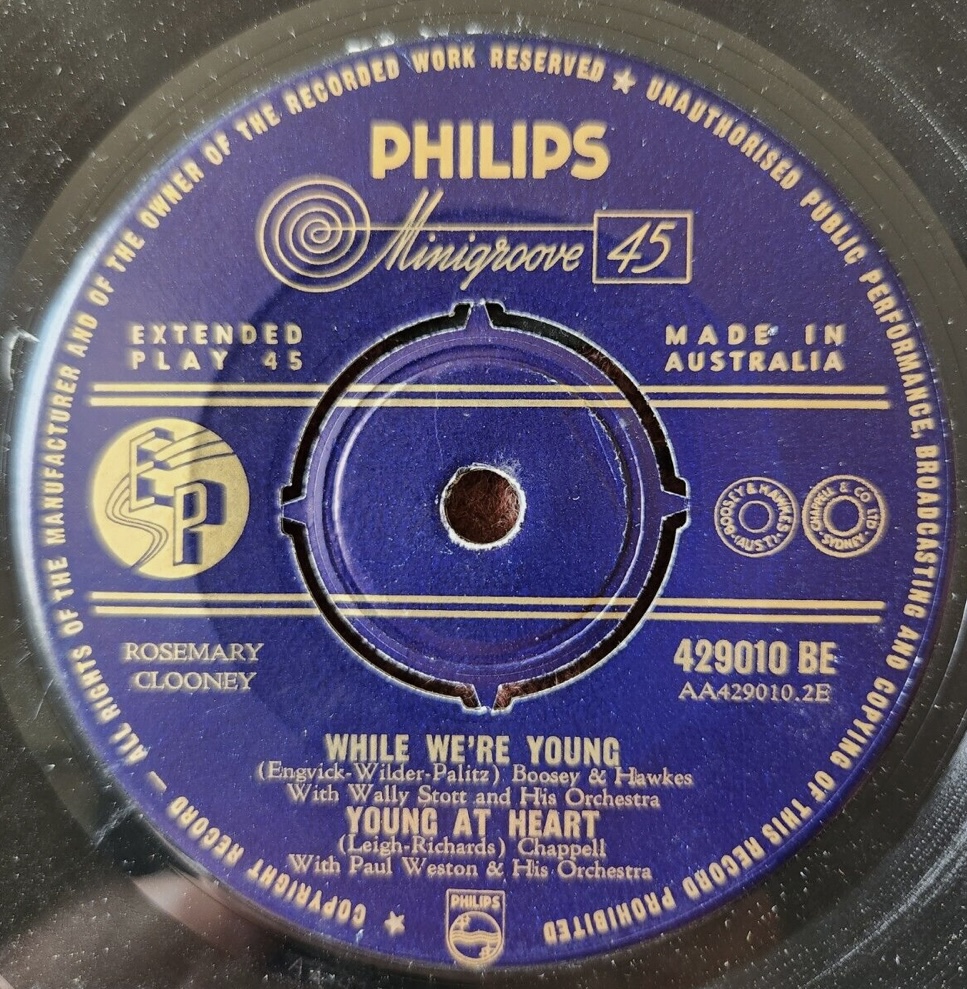 COPYRIGHT RECORD — ALL RIGHTS OF THE MANUFACTURER AND OF THE OWNER OF THE RECORDED WORK RESERVED ★ UNAUTHORISED PUBLIC PERFORMANCE, BROADCASTING AND COPYING OF THIS RECORD PROHIBITED ★
PHILIPS
Minigroove 45
EXTENDED
PLAY 45
MADE IN
AUSTRALIA
EP
BOOSEY & HAWKES
(AUST)
CHAPPELL & CO LTD
SYDNEY
ROSEMARY
CLOONEY
429010 BE
AA429010.2E
WHILE WE'RE YOUNG
(Engvick-Wilder-Palitz) Boosey & Hawkes
With Wally Stott and His Orchestra
YOUNG AT HEART
(Leigh-Richards) Chappell
With Paul Weston & His Orchestra
PHILIPS